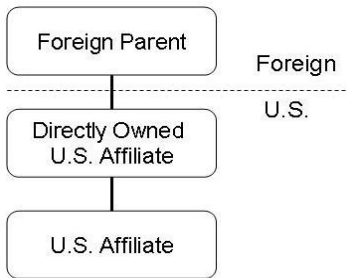 Foreign Parent
Foreign
U.S.
Directly Owned
U.S. Affiliate
U.S. Affiliate